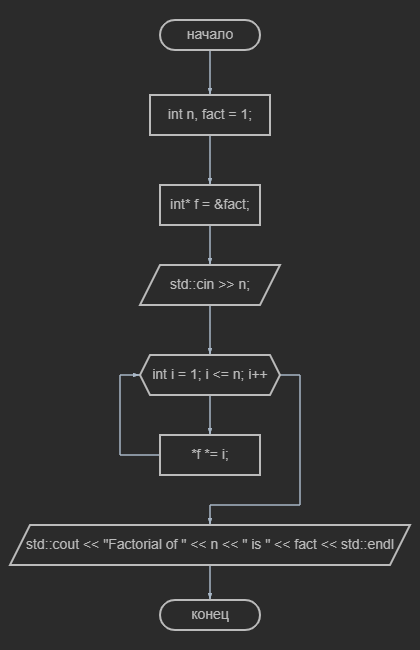 начало
int n, fact = 1;
int* f = &fact;
std::cin >> n;
int i = 1; i <= n; i++
*f *= i;
std::cout << "Factorial of " << n << " is " << fact << std::endl
конец